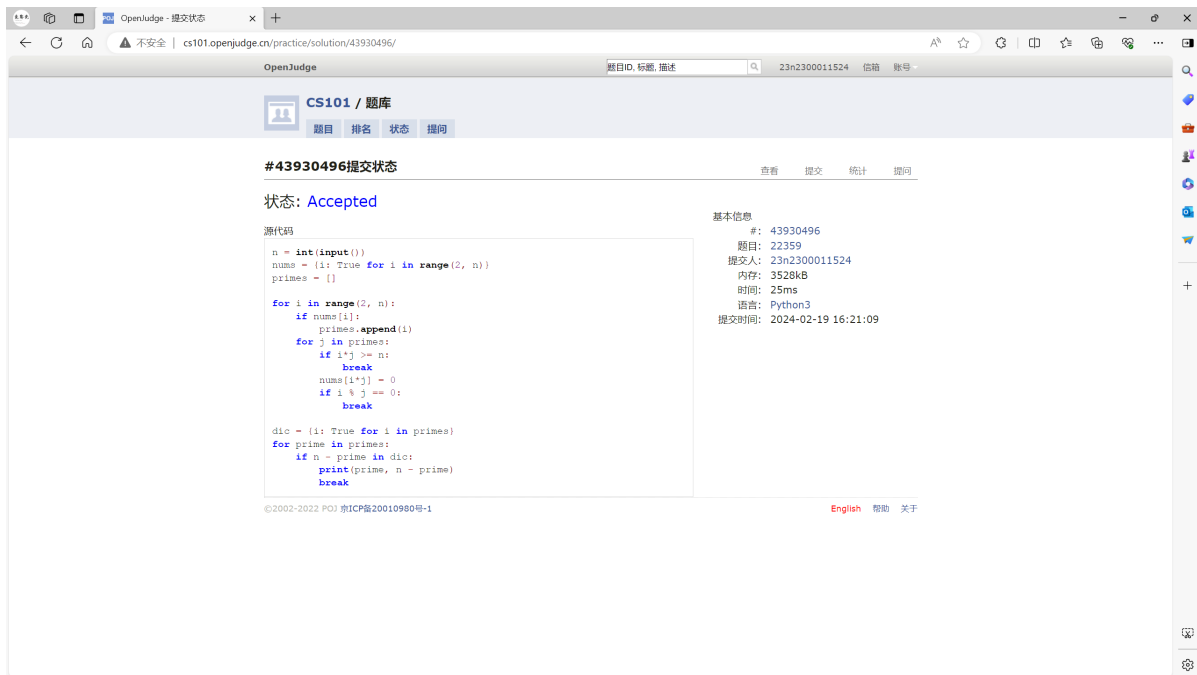 OpenJudge - 提交状态
不安全 | cs101.openjudge.cn/practice/solution/43930496/
OpenJudge 题目ID, 标题, 描述 23n2300011524 信箱 账号
CS101 / 题库
题目 排名 状态 提问
#43930496提交状态 查看 提交 统计 提问
状态: Accepted
源代码
n = int(input())
nums = {i: True for i in range(2, n)}
primes = []
for i in range(2, n):
    if nums[i]:
        primes.append(i)
    for j in primes:
        if i*j >= n:
            break
        nums[i*j] = 0
        if i % j == 0:
            break
dic = {i: True for i in primes}
for prime in primes:
    if n - prime in dic:
        print(prime, n - prime)
        break
基本信息
#: 43930496
题目: 22359
提交人: 23n2300011524
内存: 3528kB
时间: 25ms
语言: Python3
提交时间: 2024-02-19 16:21:09
©2002-2022 POJ 京ICP备20010980号-1 English 帮助 关于